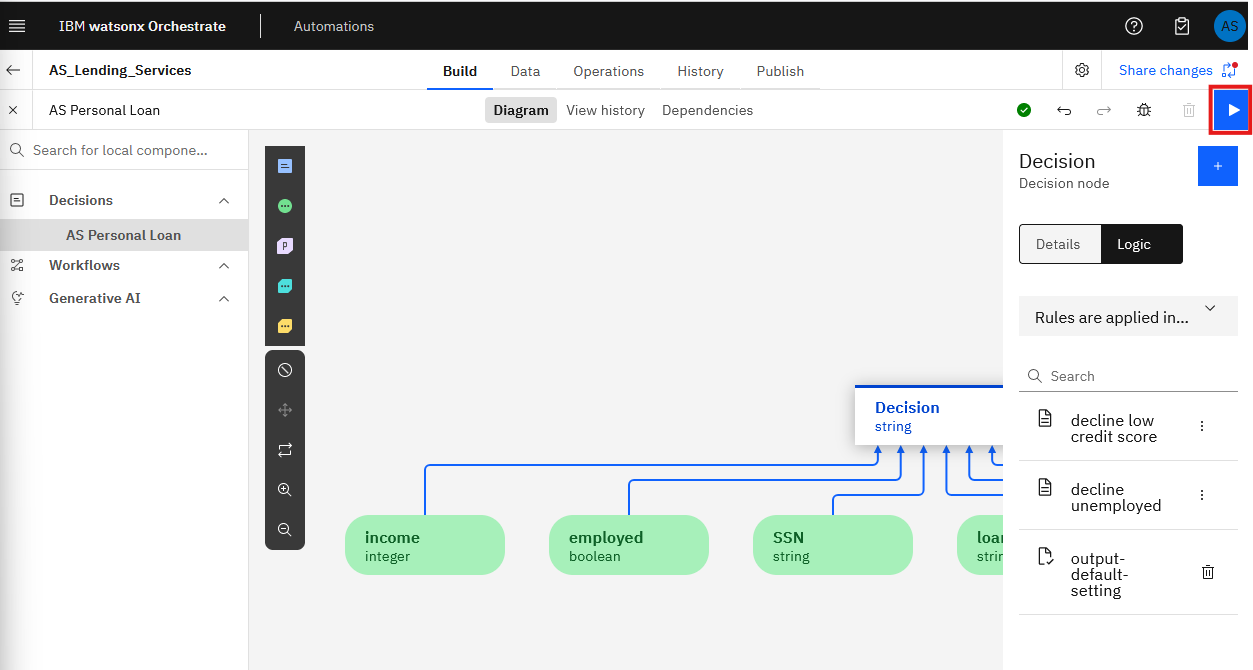 IBM watsonx Orchestrate
Automations
AS
AS_Lending_Services
Build
Data
Operations
History
Publish
Share changes
AS Personal Loan
Diagram
View history
Dependencies
Search for local compone...
Decisions
AS Personal Loan
Workflows
Generative AI
P
Decision
string
income
integer
employed
boolean
SSN
string
loan
strin
Decision
Decision node
Details
Logic
Rules are applied in...
Search
decline low
credit score
decline
unemployed
output-
default-
setting